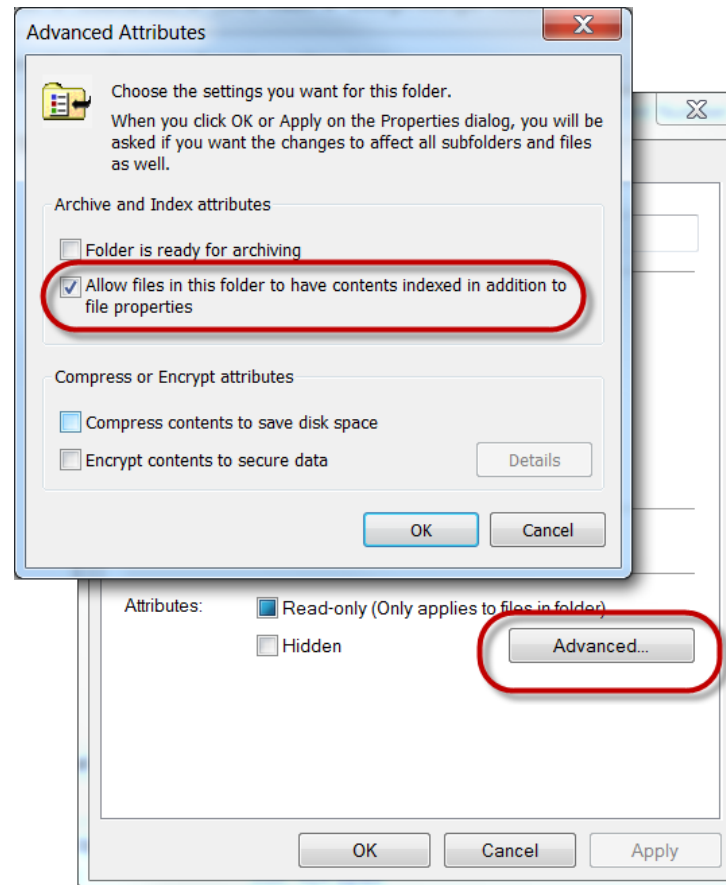 Advanced Attributes
Choose the settings you want for this folder.
When you click OK or Apply on the Properties dialog, you will be
asked if you want the changes to affect all subfolders and files
as well.
Archive and Index attributes
Folder is ready for archiving
Allow files in this folder to have contents indexed in addition to
file properties
Compress or Encrypt attributes
Compress contents to save disk space
Encrypt contents to secure data
Details
OK
Cancel
Attributes:
Read-only (Only applies to files in folder)
Hidden
Advanced...
OK
Cancel
Apply